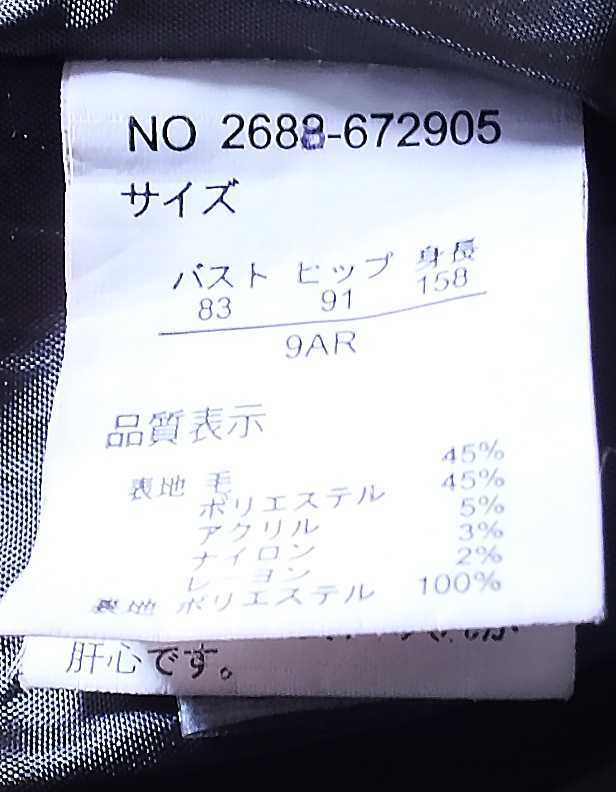 NO 2688-672905
サイズ
バスト ヒップ 身長
83 91 158
9AR
品質表示
表地 毛 45%
ポリエステル 45%
アクリル 5%
ナイロン 3%
レーヨン 2%
裏地 ポリエステル 100%
肝心です。